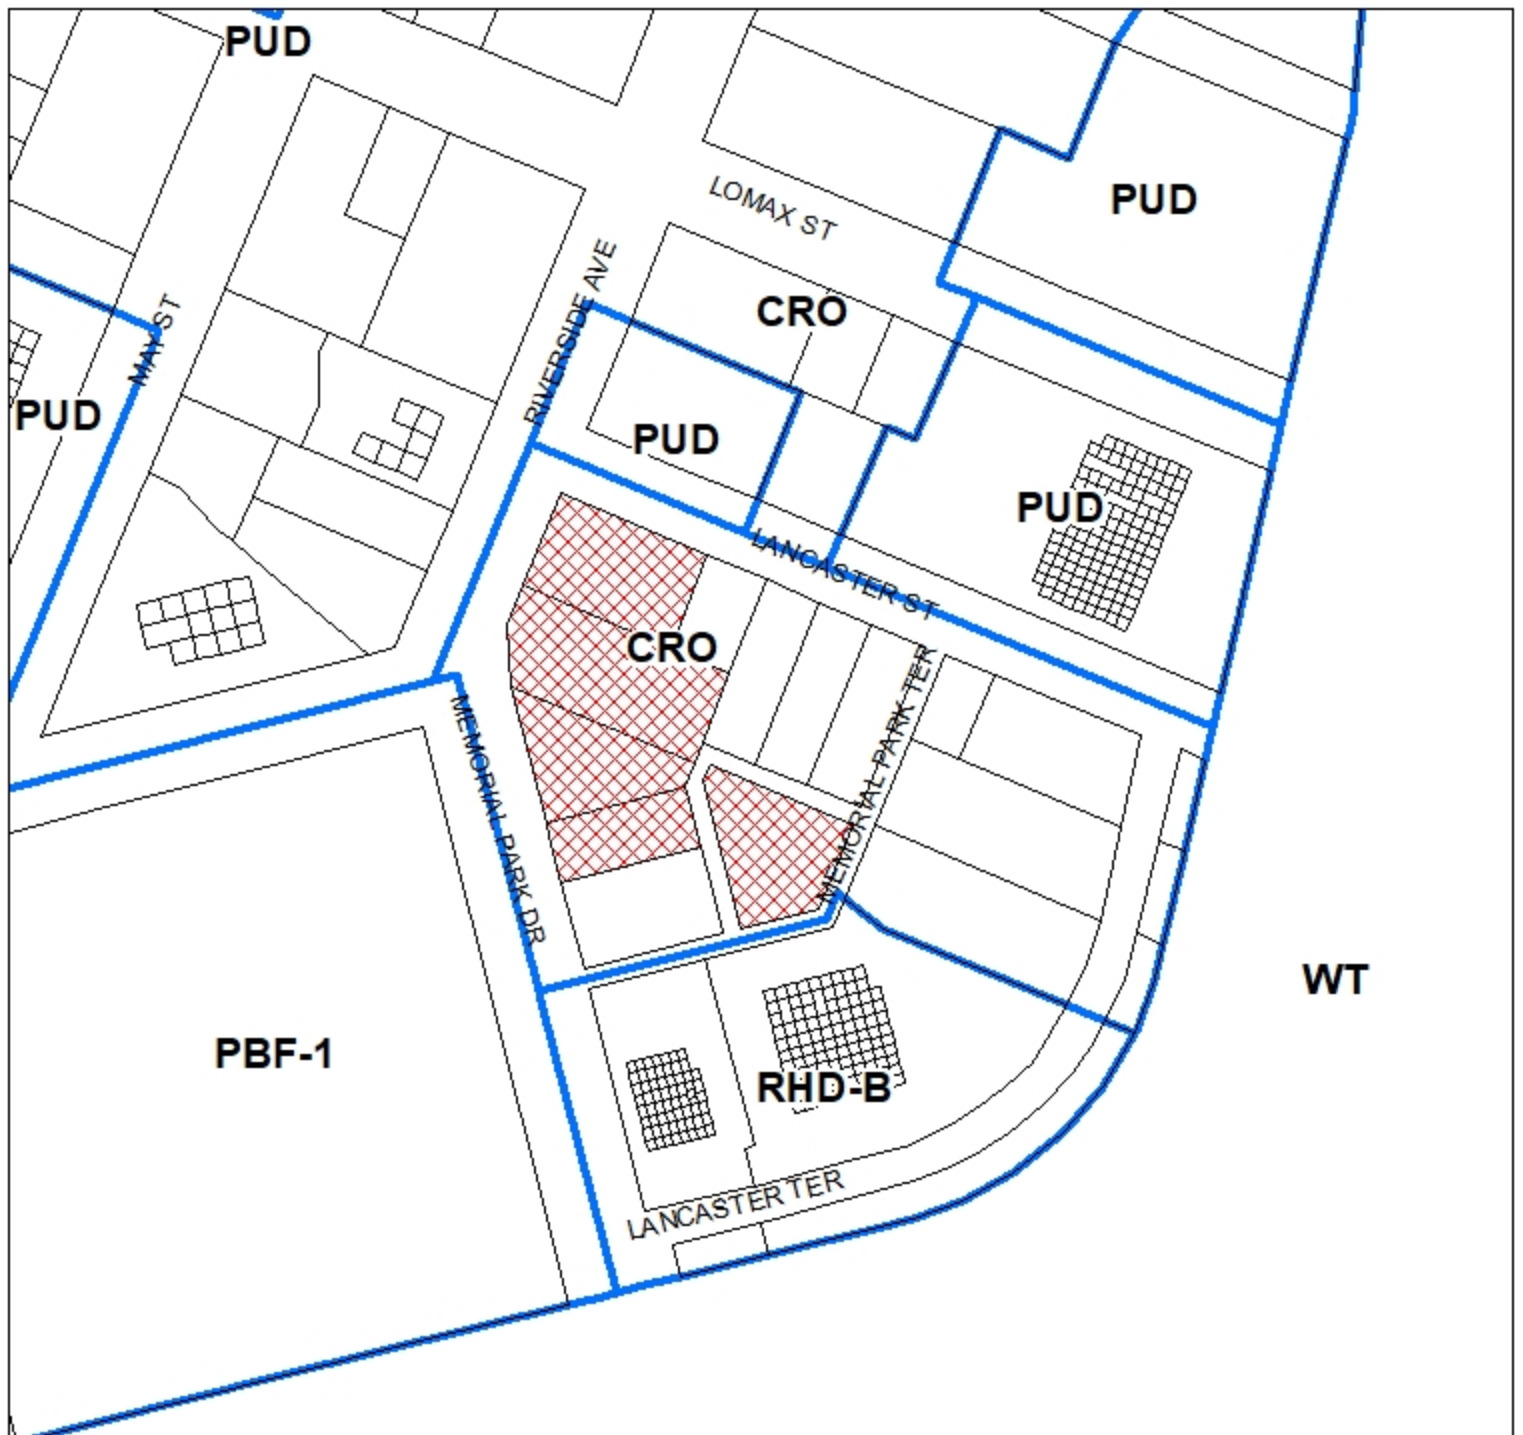 PUD
PUD
LOMAX ST
RIVERSIDE AVE
CRO
MAY ST
PUD
PUD
PUD
LANCASTER ST
CRO
MEMORIAL PARK TER
MEMORIAL PARK DR
WT
PBF-1
RHD-B
LANCASTER TER